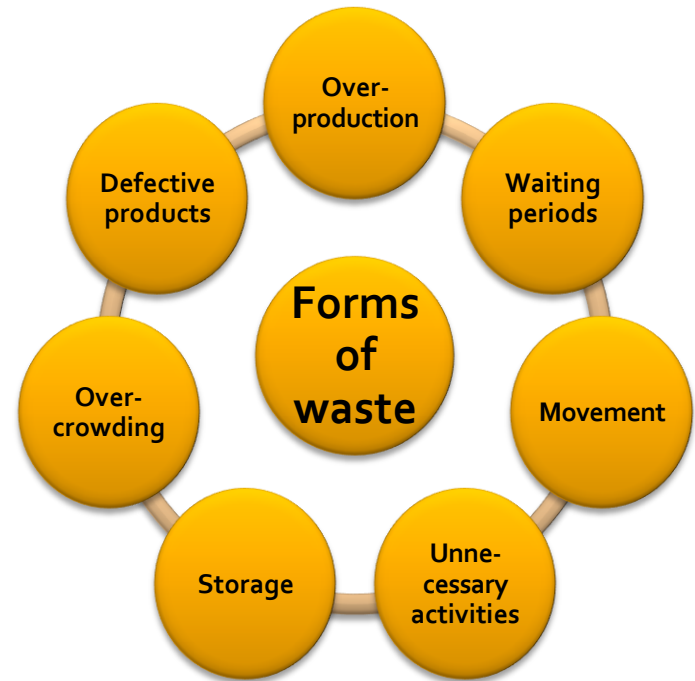 Over-
production
Waiting
periods
Movement
Unne-
cessary
activities
Storage
Over-
crowding
Defective
products
Forms
of
waste